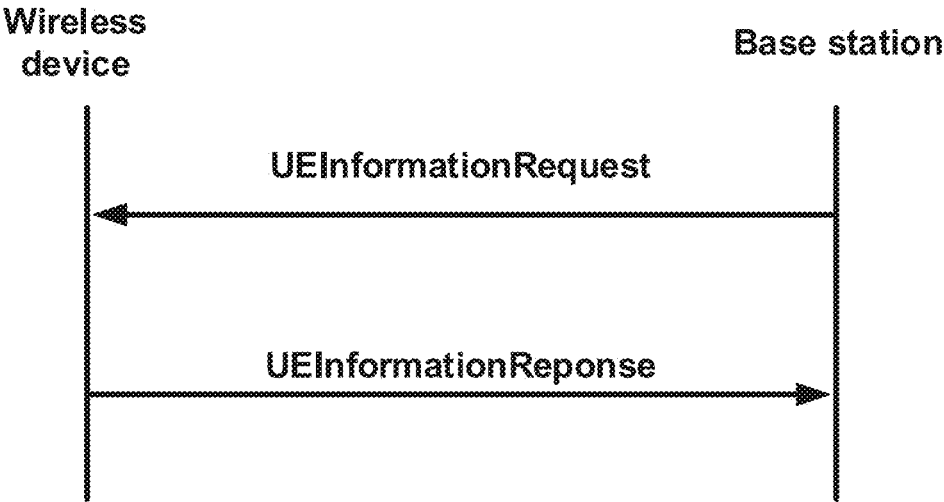 Wireless
device
Base station
UEInformationRequest
UEInformationReponse